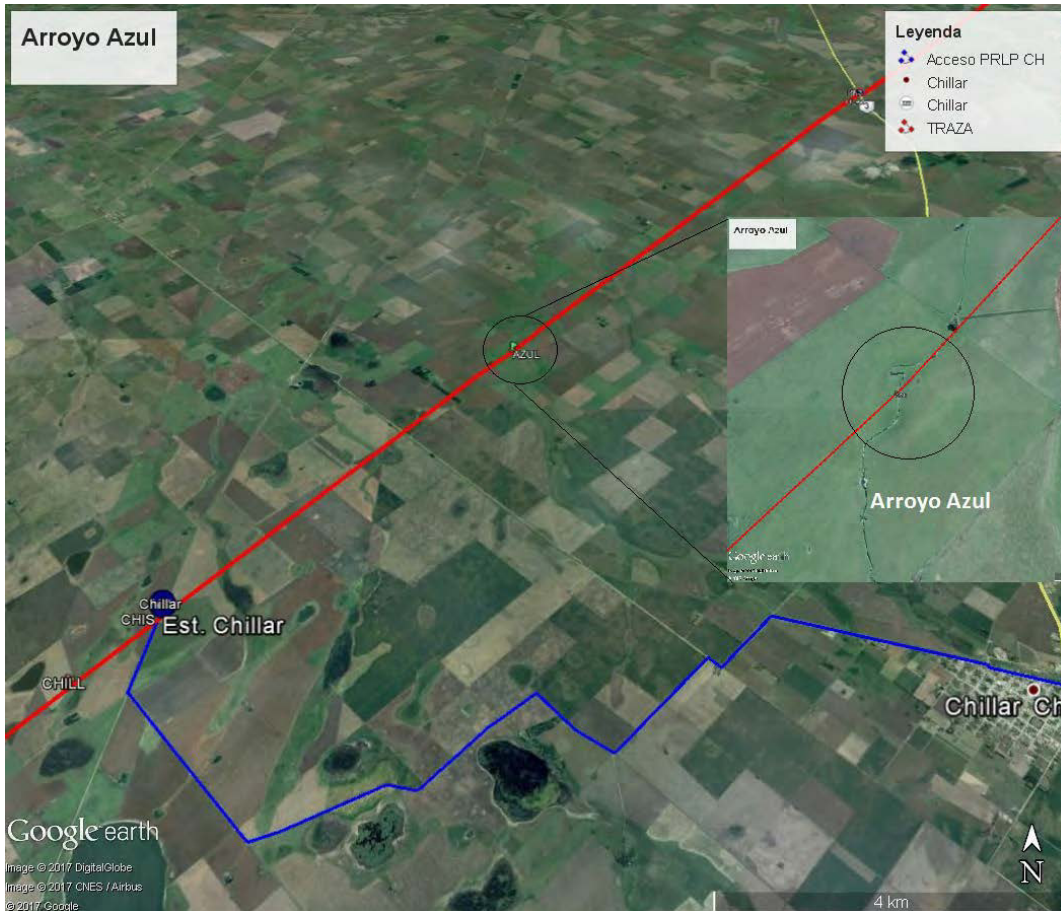 Arroyo Azul
Leyenda
Acceso PRLP CH
Chillar
Chillar
TRAZA
Arroyo Azul
AZUL
Arroyo Azul
Google earth
Chillar
CHIS
Est. Chillar
CHILL
Chillar Ch
Google earth
Image © 2017 DigitalGlobe
Image © 2017 CNES / Airbus
© 2017 Google
N
4 km